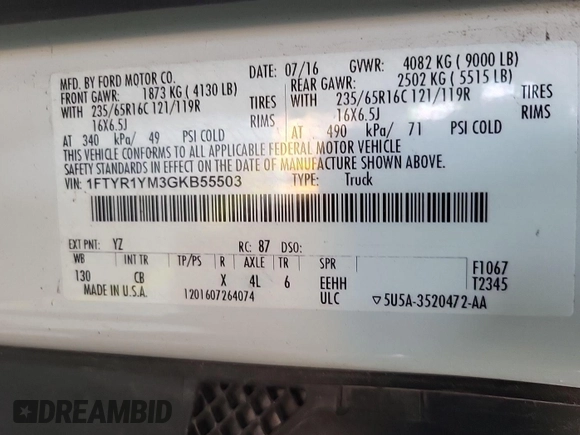 MFD. BY FORD MOTOR CO.
DATE: 07/16 GVWR: 4082 KG ( 9000 LB)
FRONT GAWR: 1873 KG ( 4130 LB)
REAR GAWR: 2502 KG ( 5515 LB)
235/65R16C 121/119R TIRES
235/65R16C 121/119R TIRES
16X6.5J RIMS
16X6.5J RIMS
AT 340 kPa/ 49 PSI COLD
AT 490 kPa/ 71 PSI COLD
THIS VEHICLE CONFORMS TO ALL APPLICABLE FEDERAL MOTOR VEHICLE
SAFETY STANDARDS IN EFFECT ON THE DATE OF MANUFACTURE SHOWN ABOVE.
VIN: 1FTYR1YM3GKB55503 TYPE: Truck
EXT PNT: YZ RC: 87 DSO:
WB INT TR TP/PS R AXLE TR SPR F1067
130 CB X 4L 6 EEHH T2345
MADE IN U.S.A. 1201607264074 ULC ▽5U5A-3520472-AA
DREAMBID